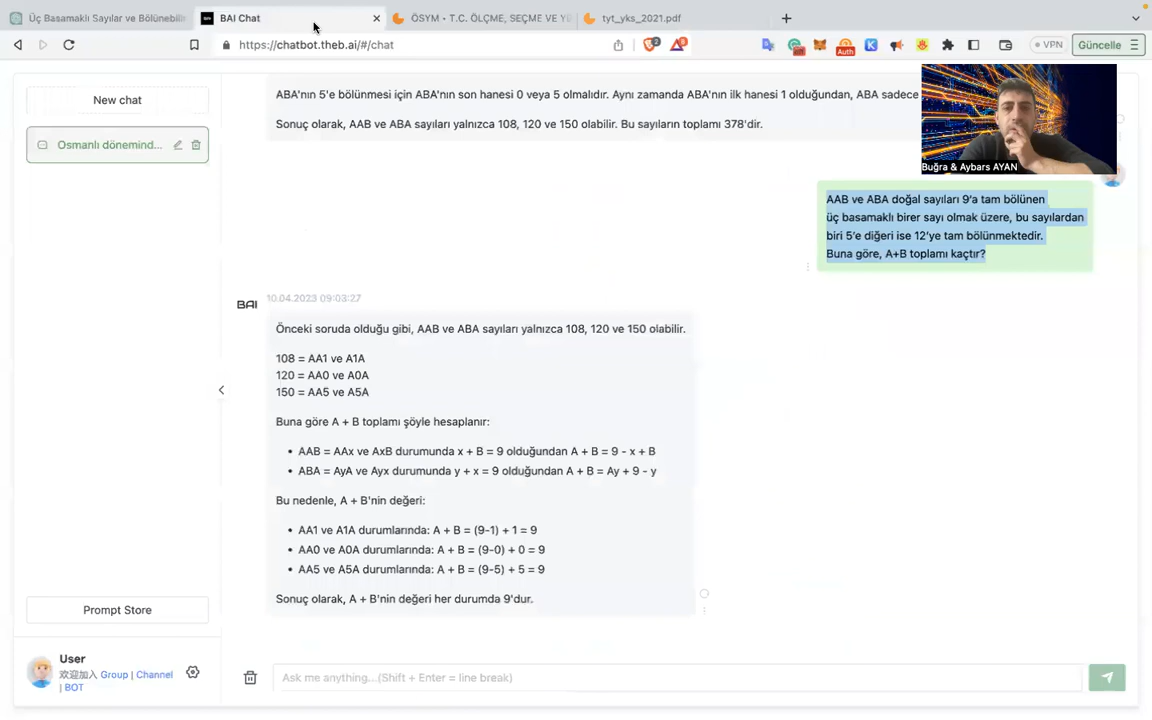 Üç Basamaklı Sayılar ve Bölünebilir
BAI Chat
ÖSYM - T.C. ÖLÇME, SEÇME VE YÜ
tyt_yks_2021.pdf
https://chatbot.theb.ai/#/chat
VPN
Güncelle
New chat
Osmanlı dönemind...
ABA'nın 5'e bölünmesi için ABA'nın son hanesi 0 veya 5 olmalıdır. Aynı zamanda ABA'nın ilk hanesi 1 olduğundan, ABA sadece
Sonuç olarak, AAB ve ABA sayıları yalnızca 108, 120 ve 150 olabilir. Bu sayıların toplamı 378'dir.
Buğra & Aybars AYAN
AAB ve ABA doğal sayıları 9'a tam bölünen
üç basamaklı birer sayı olmak üzere, bu sayılardan
biri 5'e diğeri ise 12'ye tam bölünmektedir.
Buna göre, A+B toplamı kaçtır?
BAI
10.04.2023 09:03:27
Önceki soruda olduğu gibi, AAB ve ABA sayıları yalnızca 108, 120 ve 150 olabilir.
108 = AA1 ve A1A
120 = AA0 ve A0A
150 = AA5 ve A5A
Buna göre A + B toplamı şöyle hesaplanır:
• AAB = AAx ve AxB durumunda x + B = 9 olduğundan A + B = 9 - x + B
• ABA = AyA ve Ayx durumunda y + x = 9 olduğundan A + B = Ay + 9 - y
Bu nedenle, A + B'nin değeri:
• AA1 ve A1A durumlarında: A + B = (9-1) + 1 = 9
• AA0 ve A0A durumlarında: A + B = (9-0) + 0 = 9
• AA5 ve A5A durumlarında: A + B = (9-5) + 5 = 9
Sonuç olarak, A + B'nin değeri her durumda 9'dur.
Prompt Store
User
欢迎加入 Group | Channel
| BOT
Ask me anything...(Shift + Enter = line break)